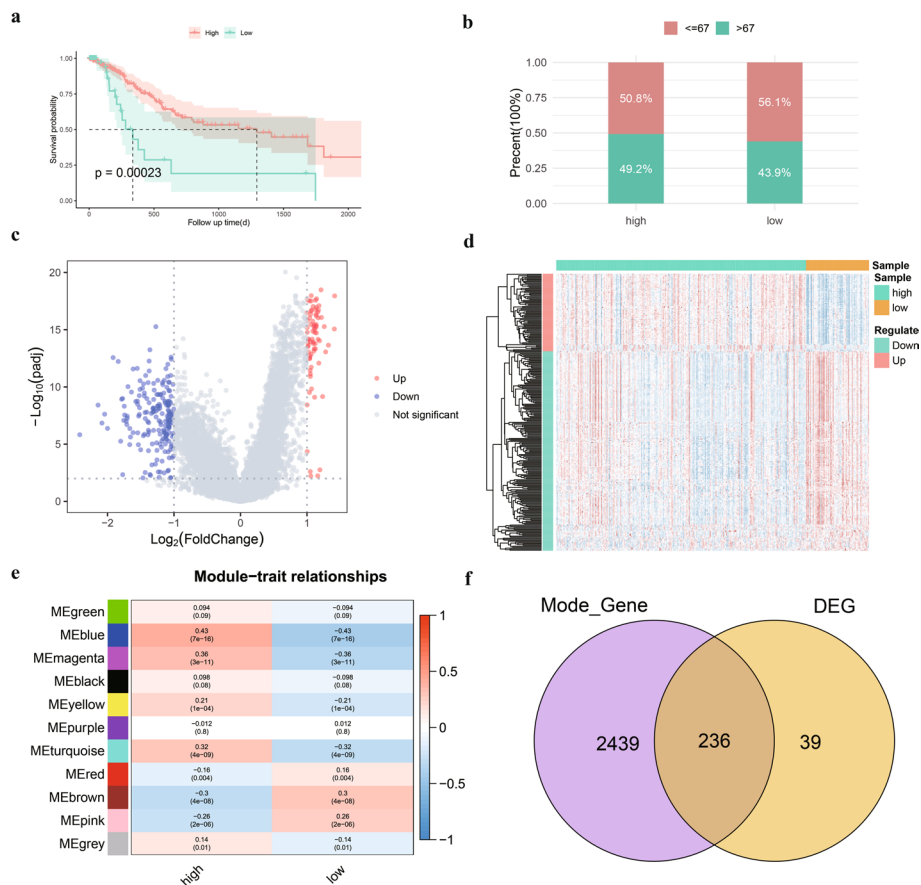 a
High Low
Survival probability
1.00
0.75
0.50
0.25
0.00
p = 0.00023
0 500 1000 1500 2000
Follow up time(d)
b
<=67 >67
Precent(100%)
1.00
0.75
0.50
0.25
0.00
50.8% 56.1%
49.2% 43.9%
high low
c
−Log10(padj)
20
15
10
5
0
−2 −1 0 1
Log2(FoldChange)
Up
Down
Not significant
d
Sample
Sample
high
low
Regulate
Down
Up
e
Module−trait relationships
MEgreen 0.094 −0.094
(0.09) (0.09)
MEblue 0.43 −0.43
(7e−16) (7e−16)
MEmagenta 0.36 −0.36
(3e−11) (3e−11)
MEblack 0.098 −0.098
(0.08) (0.08)
MEyellow 0.21 −0.21
(1e−04) (1e−04)
MEpurple −0.012 0.012
(0.8) (0.8)
MEturquoise 0.32 −0.32
(4e−09) (4e−09)
MEred −0.16 0.16
(0.004) (0.004)
MEbrown −0.3 0.3
(4e−08) (4e−08)
MEpink −0.26 0.26
(2e−06) (2e−06)
MEgrey 0.14 −0.14
(0.01) (0.01)
high low
1
0.5
0
−0.5
−1
f
Mode_Gene DEG
2439 236 39